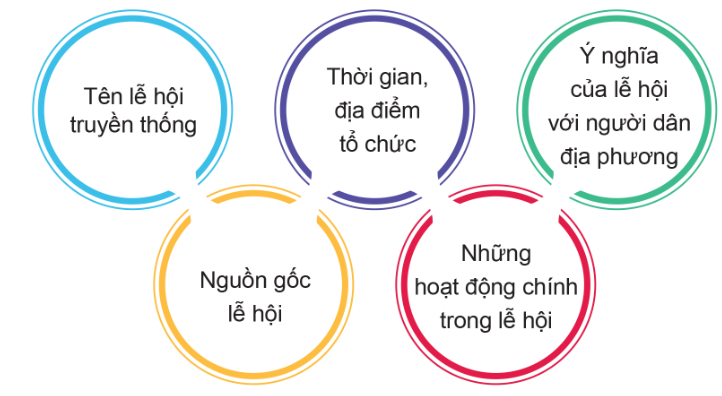 Tên lễ hội
truyền thống
Thời gian,
địa điểm
tổ chức
Ý nghĩa
của lễ hội
với người dân
địa phương
Nguồn gốc
lễ hội
Những
hoạt động chính
trong lễ hội